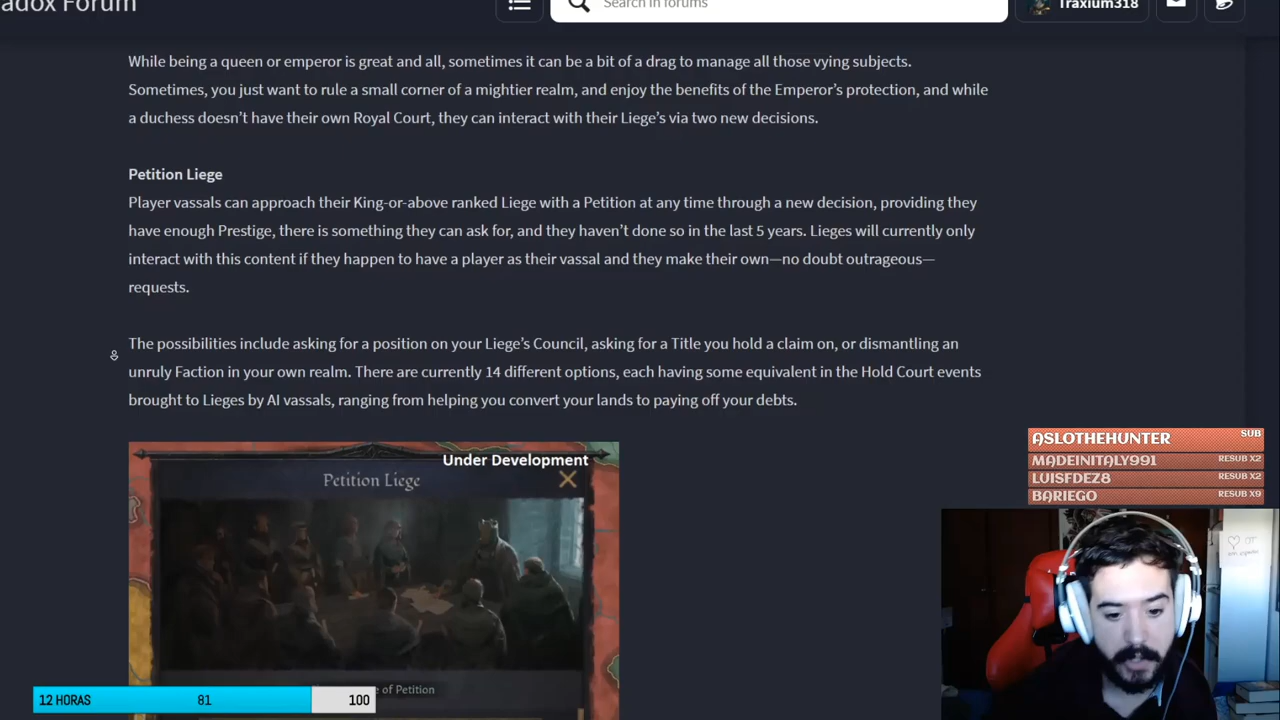 adox Forum
Search in forums
Traxium318
While being a queen or emperor is great and all, sometimes it can be a bit of a drag to manage all those vying subjects.
Sometimes, you just want to rule a small corner of a mightier realm, and enjoy the benefits of the Emperor’s protection, and while
a duchess doesn’t have their own Royal Court, they can interact with their Liege’s via two new decisions.
Petition Liege
Player vassals can approach their King-or-above ranked Liege with a Petition at any time through a new decision, providing they
have enough Prestige, there is something they can ask for, and they haven’t done so in the last 5 years. Lieges will currently only
interact with this content if they happen to have a player as their vassal and they make their own—no doubt outrageous—
requests.
The possibilities include asking for a position on your Liege’s Council, asking for a Title you hold a claim on, or dismantling an
unruly Faction in your own realm. There are currently 14 different options, each having some equivalent in the Hold Court events
brought to Lieges by AI vassals, ranging from helping you convert your lands to paying off your debts.
Under Development
Petition Liege
e of Petition
ASLOTHEHUNTER SUB
MADEINITALY991 RESUB X2
LUISFDEZ8 RESUB X2
BARIEGO RESUB X9
12 HORAS 81 100